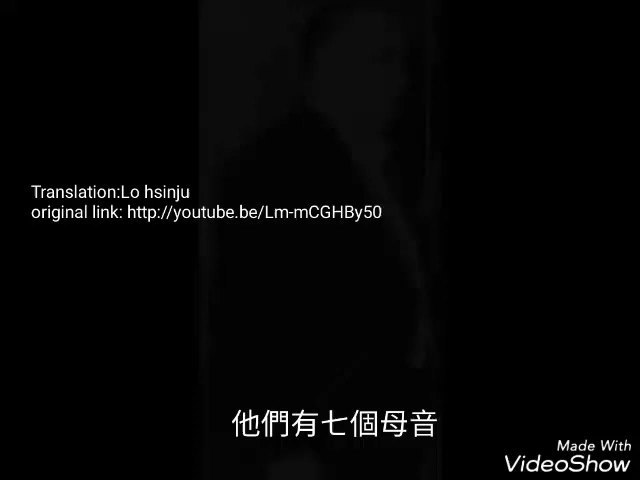 Translation:Lo hsinju
original link: http://youtube.be/Lm-mCGHBy50
他們有七個母音
Made With
VideoShow